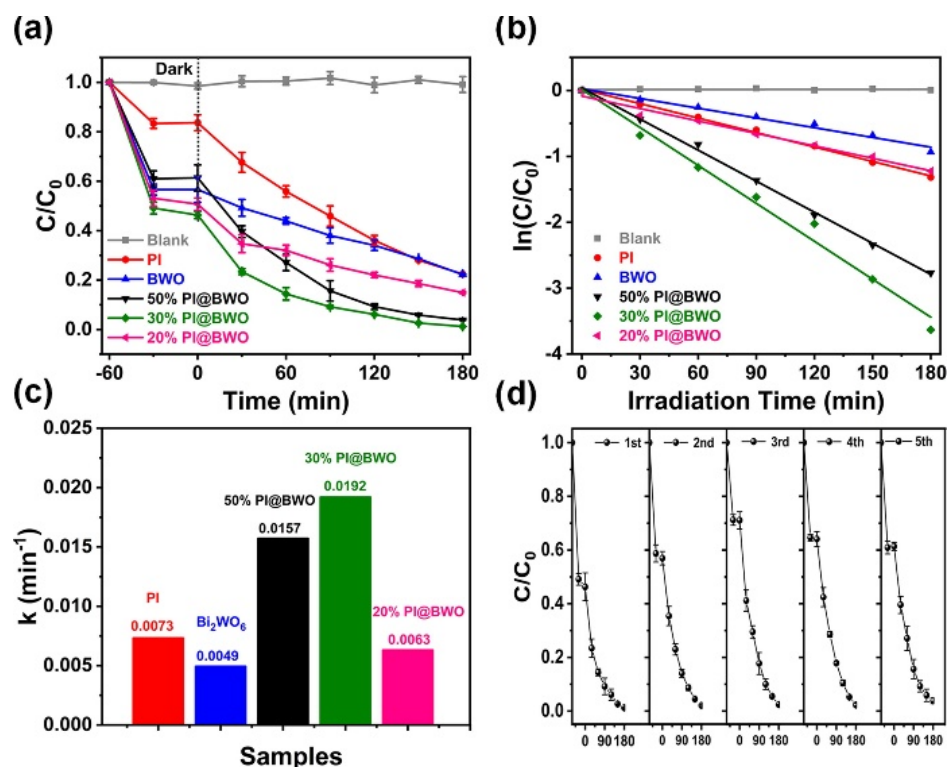 (a)
Dark
1.0
0.8
0.6
0.4
0.2
0.0
C/C0
Blank
PI
BWO
50% PI@BWO
30% PI@BWO
20% PI@BWO
-60 0 60 120 180
Time (min)
(b)
0
-1
-2
-3
-4
ln(C/C0)
Blank
PI
BWO
50% PI@BWO
30% PI@BWO
20% PI@BWO
0 30 60 90 120 150 180
Irradiation Time (min)
(c)
0.025
0.020
0.015
0.010
0.005
0.000
k (min-1)
PI
0.0073
Bi2WO6
0.0049
50% PI@BWO
0.0157
30% PI@BWO
0.0192
20% PI@BWO
0.0063
Samples
(d)
1st 2nd 3rd 4th 5th
1.0
0.8
0.6
0.4
0.2
0.0
C/C0
0 90 180 0 90 180 0 90 180 0 90 180 0 90 180